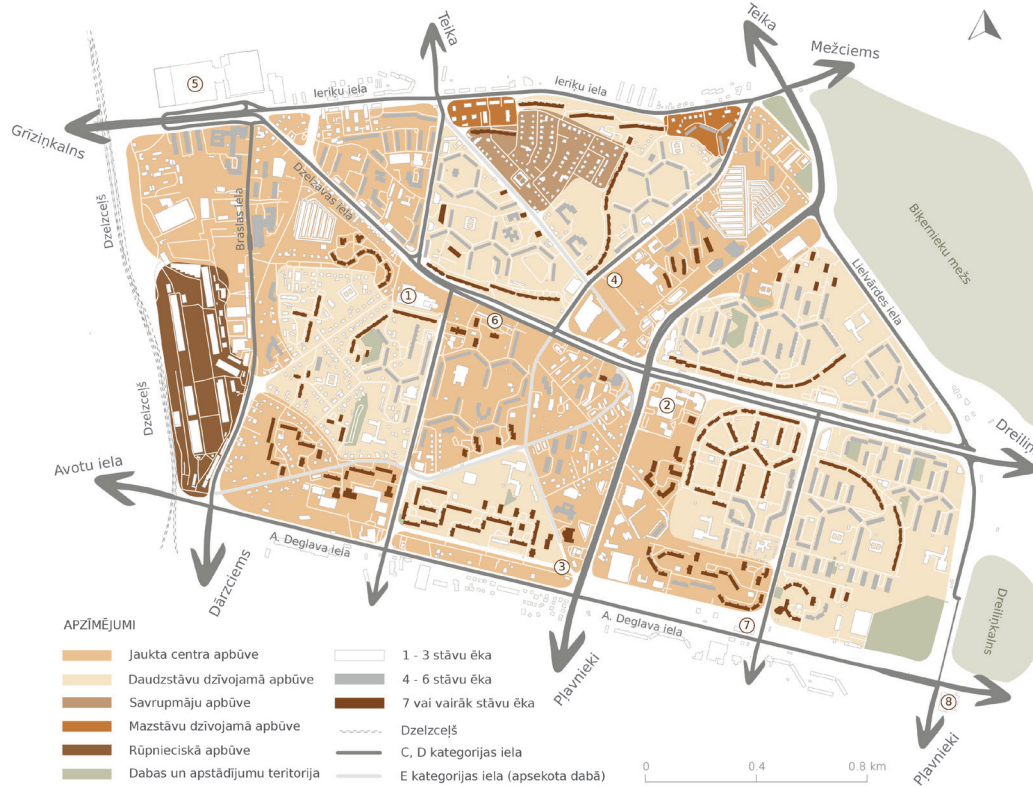 Teika
Teika
Mežciems
Ieriķu iela
Ieriķu iela
5
Grīziņkalns
Dzelzceļš
Braslas iela
Dzelzavas iela
Biķernieku mežs
Lielvārdes iela
4
1
6
2
Dzelzceļš
Avotu iela
A. Deglava iela
3
Dārzciems
A. Deglava iela
7
Pļavnieki
Dreiliņkalns
8
Pļavnieki
APZĪMĒJUMI
Jaukta centra apbūve
Daudzstāvu dzīvojamā apbūve
Savrupmāju apbūve
Mazstāvu dzīvojamā apbūve
Rūpnieciskā apbūve
Dabas un apstādījumu teritorija
1 - 3 stāvu ēka
4 - 6 stāvu ēka
7 vai vairāk stāvu ēka
Dzelzceļš
C, D kategorijas iela
E kategorijas iela (apsekota dabā)
0 0.4 0.8 km